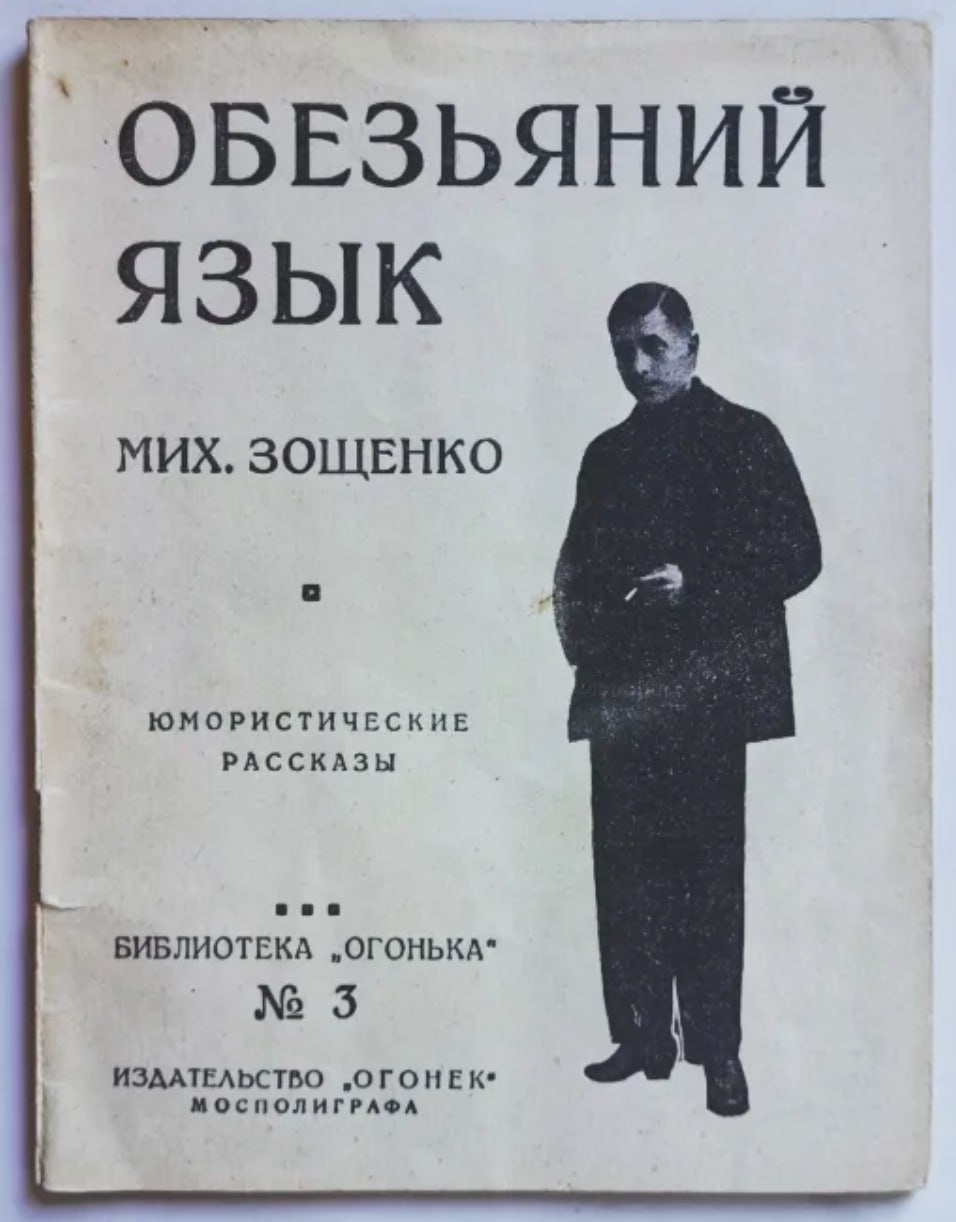 ОБЕЗЬЯНИЙ
ЯЗЫК
МИХ. ЗОЩЕНКО
ЮМОРИСТИЧЕСКИЕ
РАССКАЗЫ
БИБЛИОТЕКА „ОГОНЬКА"
№ 3
ИЗДАТЕЛЬСТВО „ОГОНЕК"
МОСПОЛИГРАФА